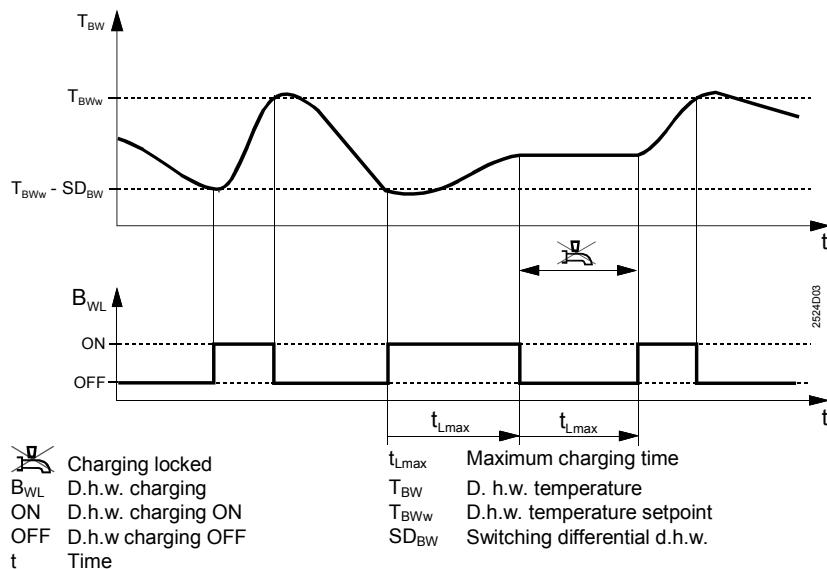 T_BW
T_BWw
T_BWw - SD_BW
t
2524D03
B_WL
ON
OFF
t
t_Lmax t_Lmax
Charging locked
B_WL D.h.w. charging
ON D.h.w. charging ON
OFF D.h.w charging OFF
t Time
t_Lmax Maximum charging time
T_BW D. h.w. temperature
T_BWw D.h.w. temperature setpoint
SD_BW Switching differential d.h.w.